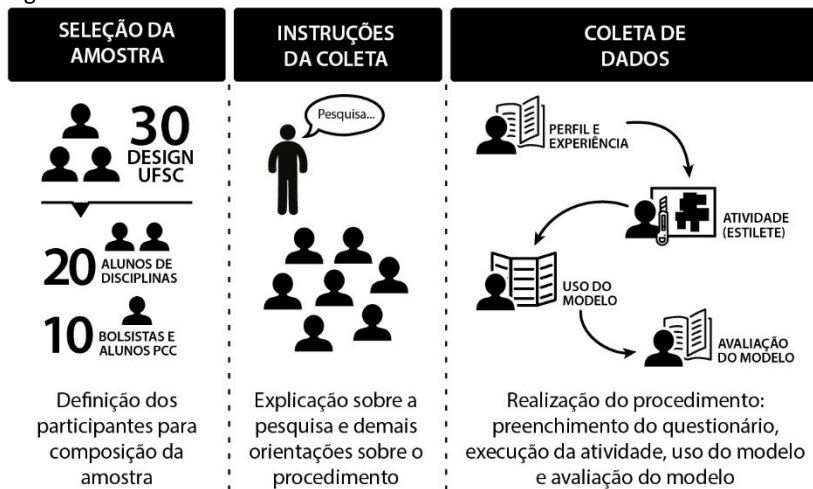 SELEÇÃO DA
AMOSTRA
30
DESIGN
UFSC
20
ALUNOS DE
DISCIPLINAS
10
BOLSISTAS E
ALUNOS PCC
Definição dos
participantes para
composição da
amostra
INSTRUÇÕES
DA COLETA
Pesquisa...
Explicação sobre a
pesquisa e demais
orientações sobre o
procedimento
COLETA DE
DADOS
PERFIL E
EXPERIÊNCIA
ATIVIDADE
(ESTILETE)
USO DO
MODELO
AVALIAÇÃO
DO MODELO
Realização do procedimento:
preenchimento do questionário,
execução da atividade, uso do modelo
e avaliação do modelo